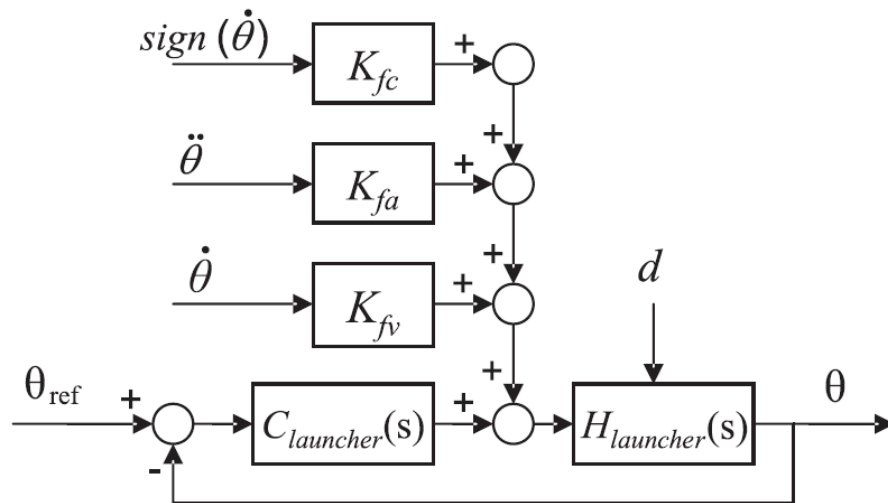 sign (θ̇)
K_fc
+
+
θ̈
K_fa
+
+
θ̇
K_fv
+
+
d
θ_ref
+
-
C_launcher(s)
+
H_launcher(s)
θ